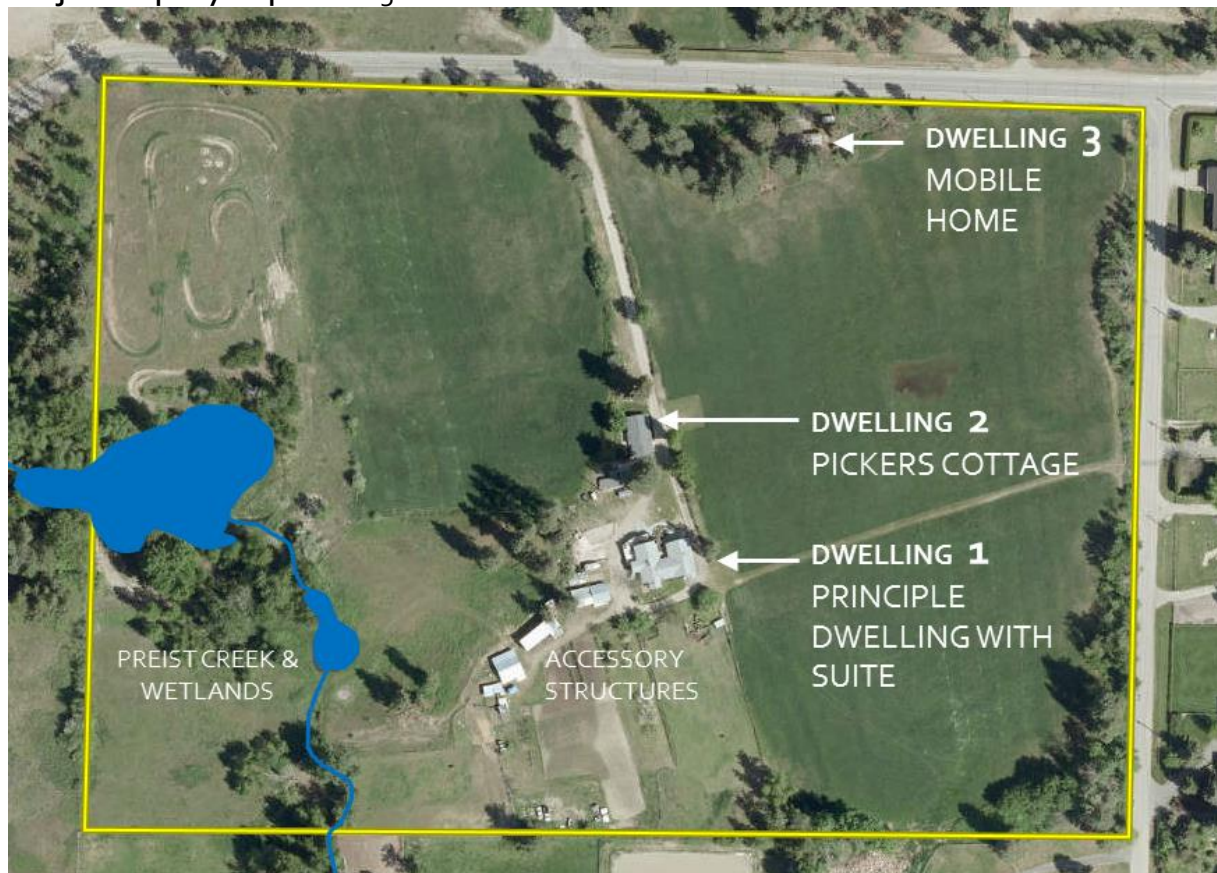 DWELLING 3
MOBILE
HOME
DWELLING 2
PICKERS COTTAGE
DWELLING 1
PRINCIPLE
DWELLING WITH
SUITE
PREIST CREEK &
WETLANDS
ACCESSORY
STRUCTURES